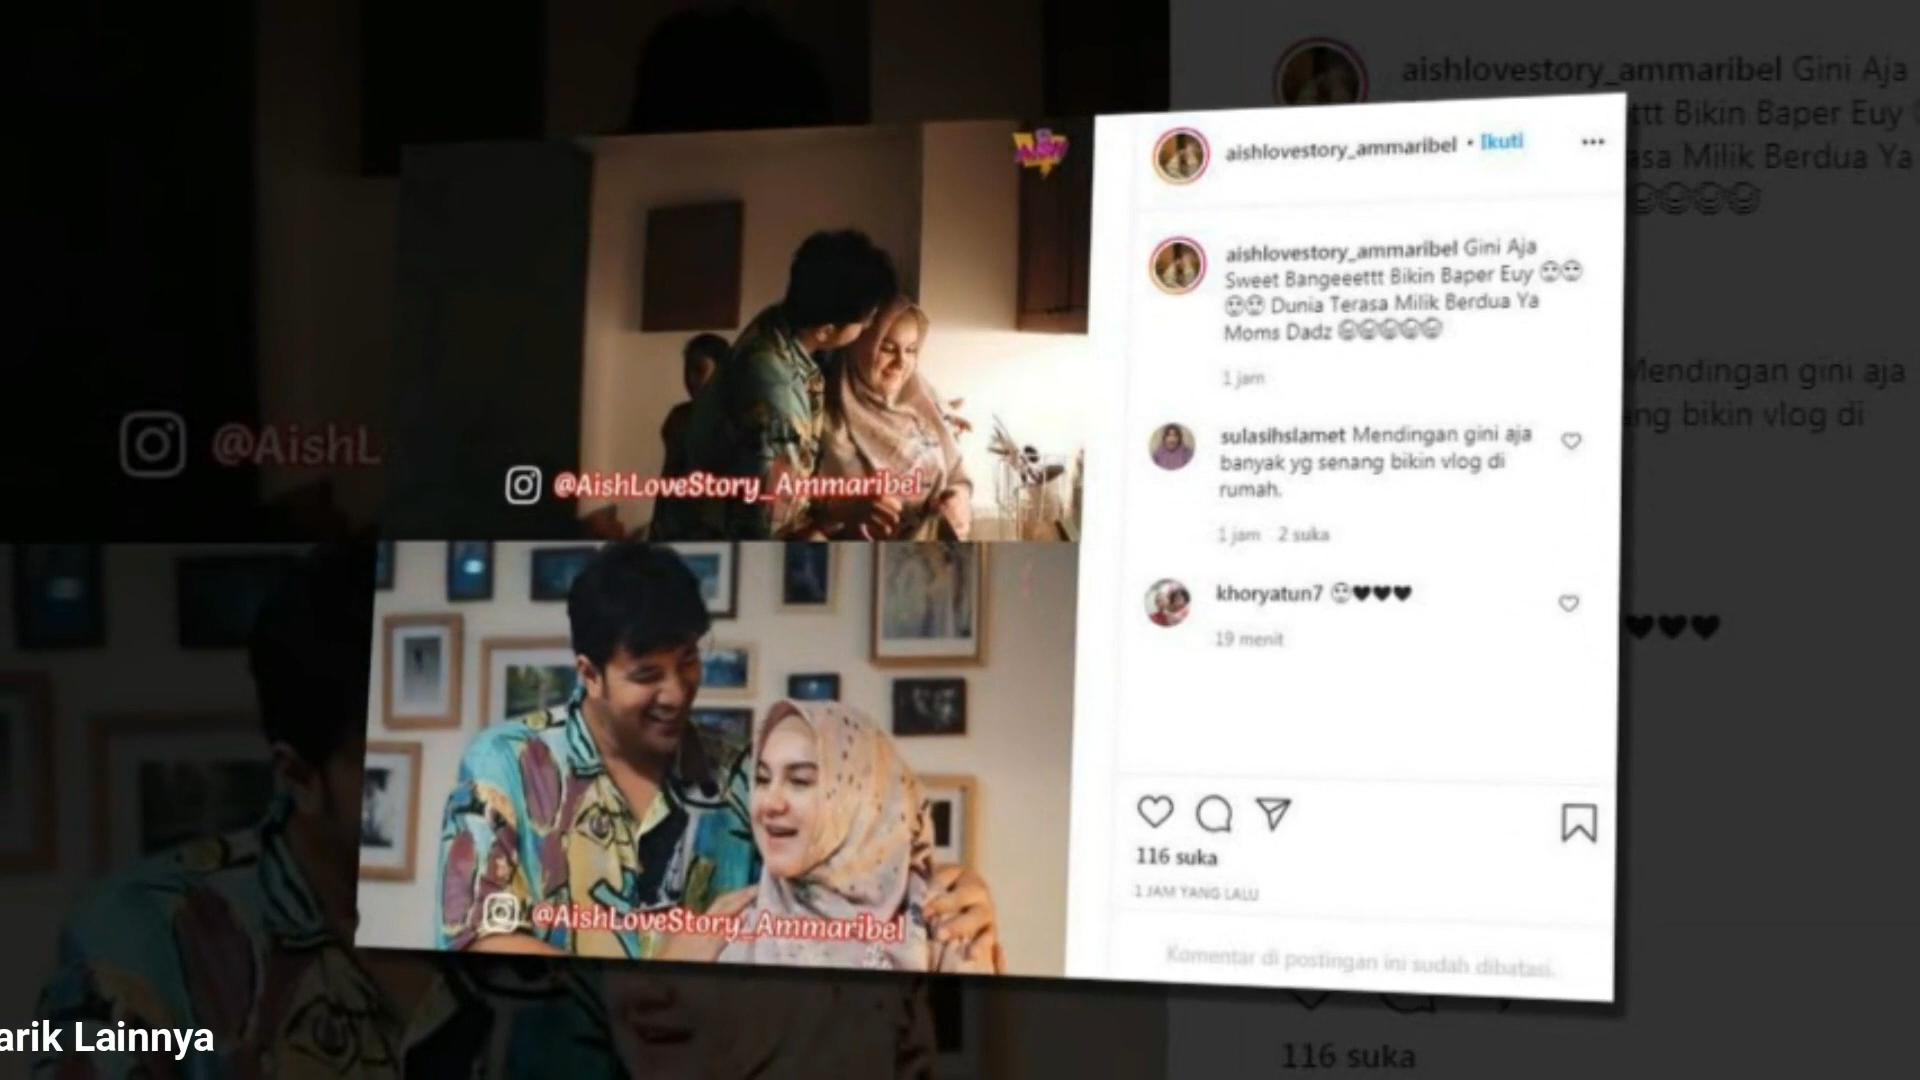 aishlovestory_ammaribel Gini Aja
ttt Bikin Baper Euy
asa Milik Berdua Ya
aishlovestory_ammaribel • Ikuti
aishlovestory_ammaribel Gini Aja
Sweet Bangeeettt Bikin Baper Euy
Dunia Terasa Milik Berdua Ya
Moms Dadz
1 jam
sulasihslamet Mendingan gini aja
banyak yg senang bikin vlog di
rumah.
1 jam 2 suka
khoryatun7 🖤🖤🖤
19 menit
116 suka
1 JAM YANG LALU
Komentar di postingan ini sudah dibatasi.
@AishLoveStory_Ammaribel
@AishLoveStory_Ammaribel
@AishL
Mendingan gini aja
ang bikin vlog di
116 suka
arik Lainnya